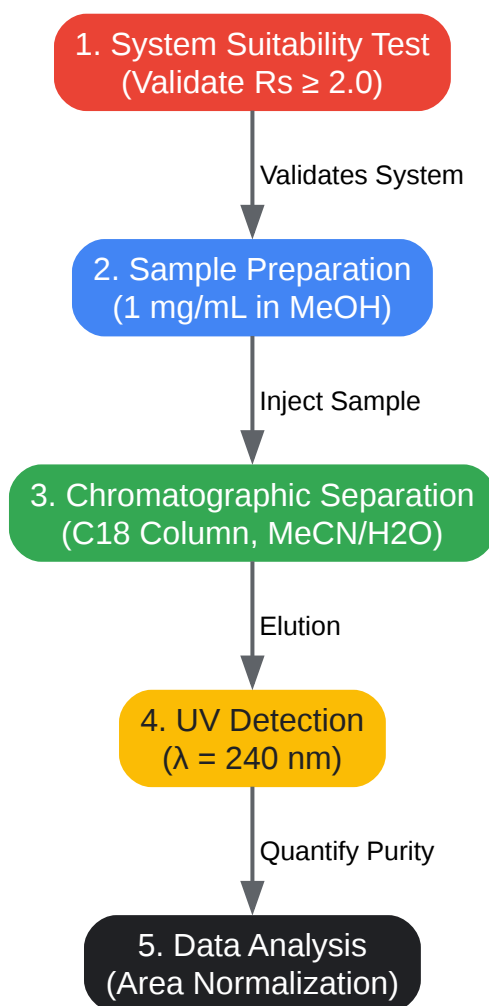 1. System Suitability Test
(Validate Rs ≥ 2.0)
Validates System
2. Sample Preparation
(1 mg/mL in MeOH)
Inject Sample
3. Chromatographic Separation
(C18 Column, MeCN/H2O)
Elution
4. UV Detection
(λ = 240 nm)
Quantify Purity
5. Data Analysis
(Area Normalization)